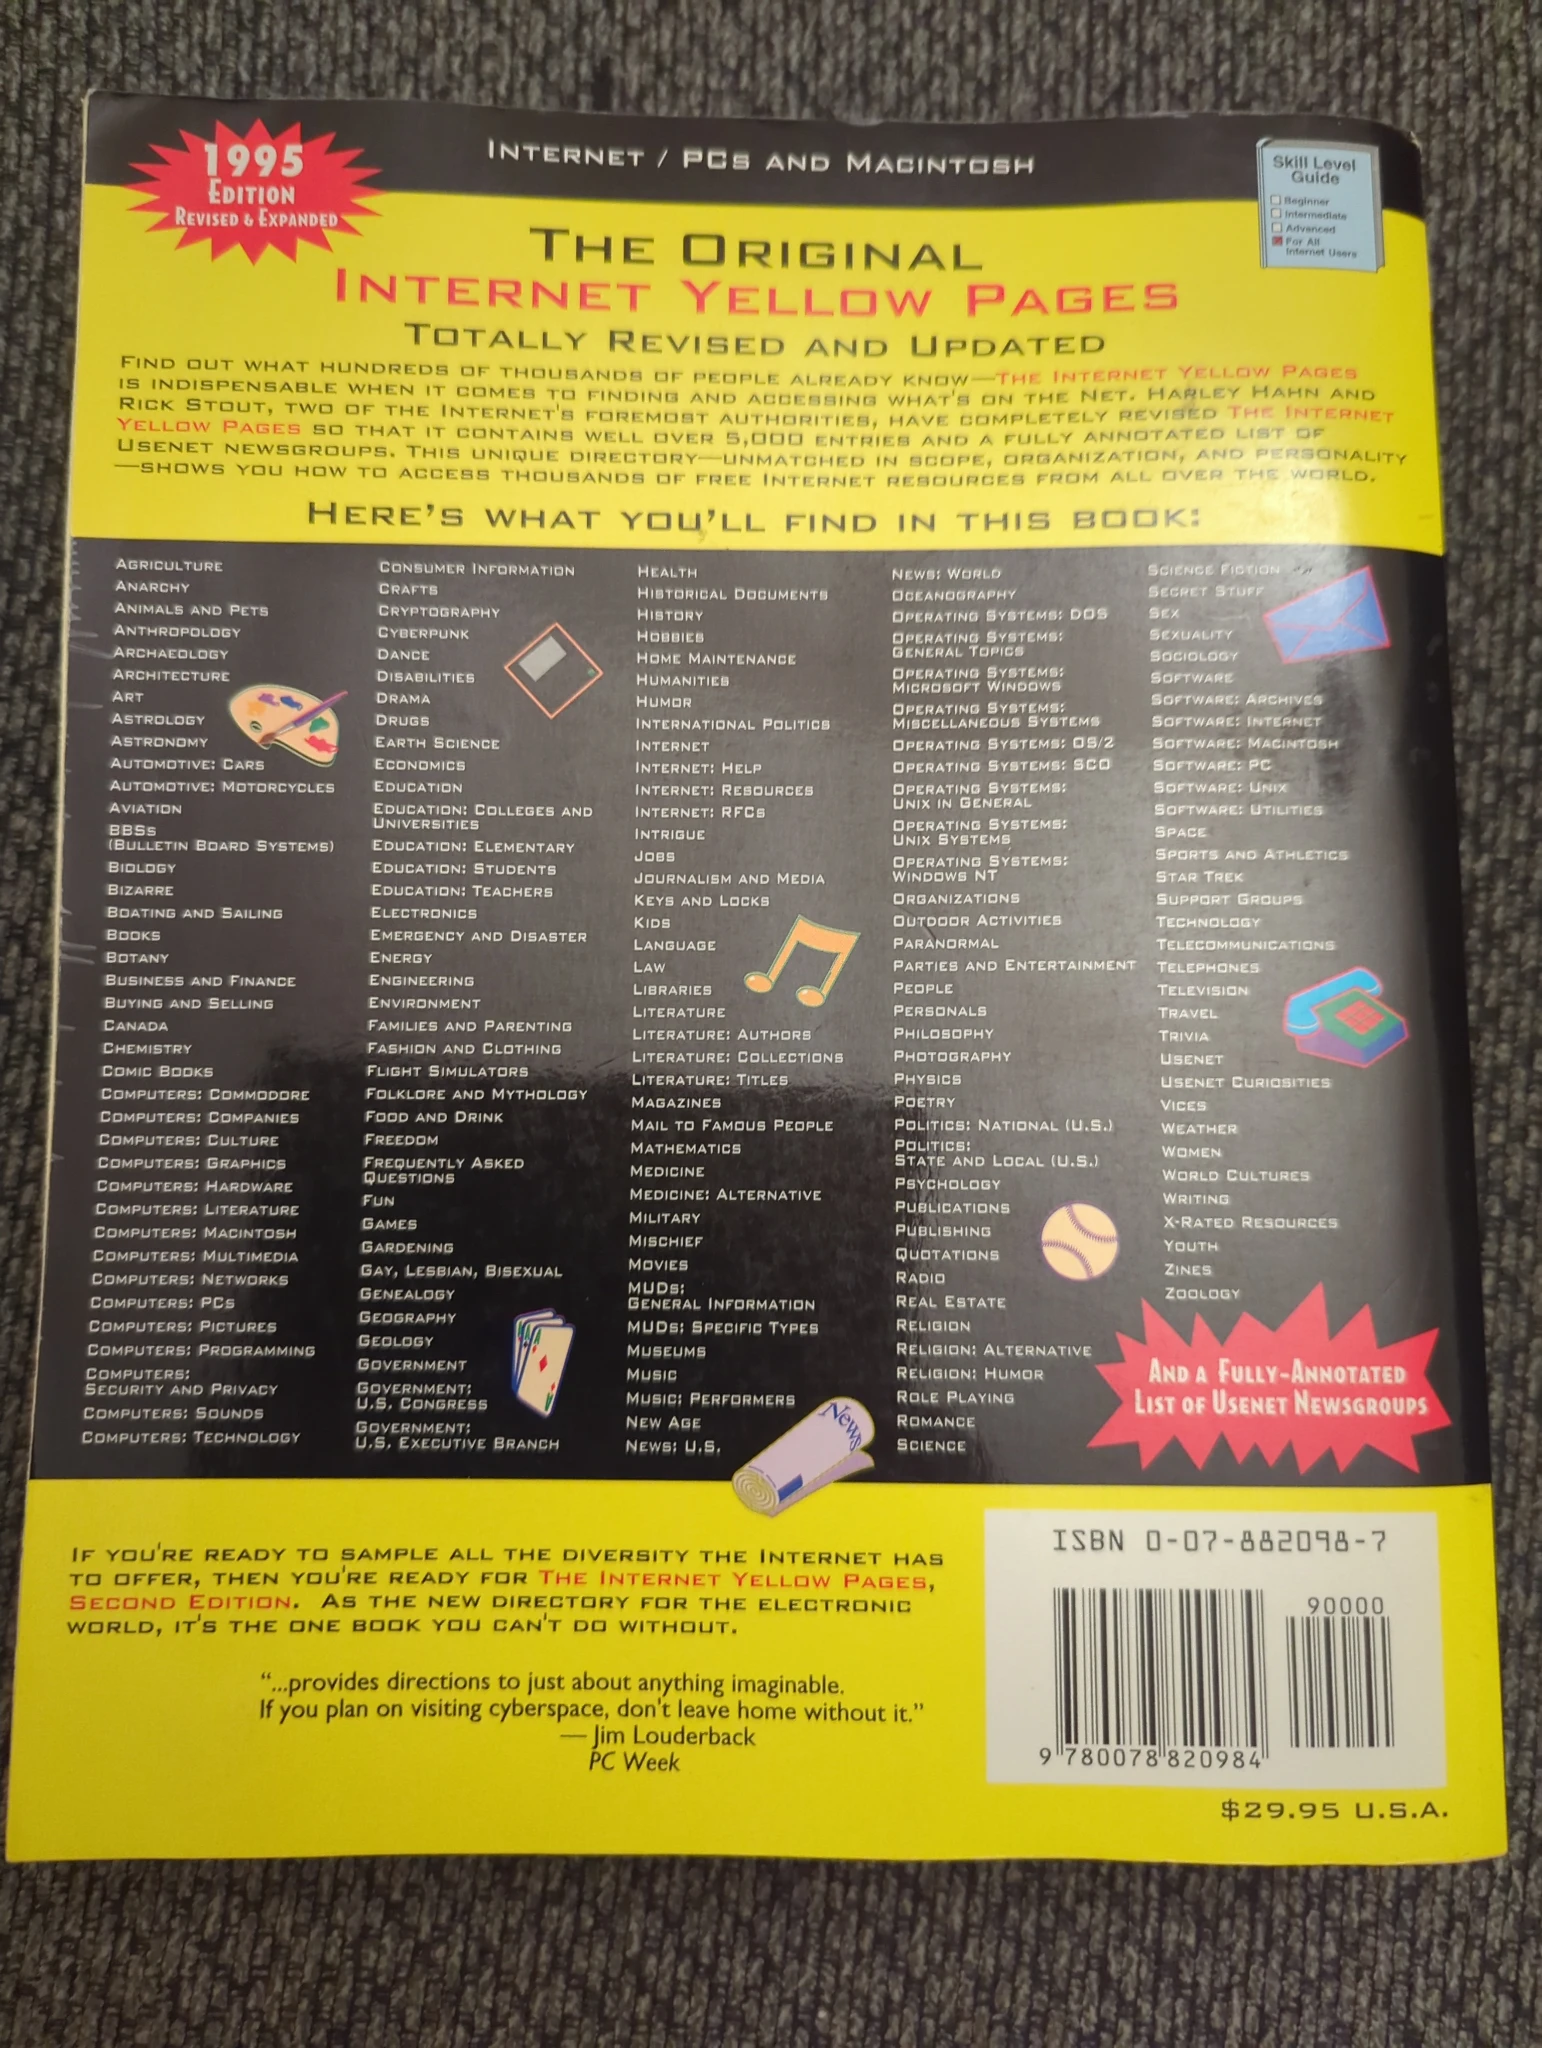 1995
EDITION
REVISED & EXPANDED
INTERNET / PCS AND MACINTOSH
Skill Level
Guide
Beginner
Intermediate
Advanced
For All
Internet Users
THE ORIGINAL
INTERNET YELLOW PAGES
TOTALLY REVISED AND UPDATED
FIND OUT WHAT HUNDREDS OF THOUSANDS OF PEOPLE ALREADY KNOW—THE INTERNET YELLOW PAGES
IS INDISPENSABLE WHEN IT COMES TO FINDING AND ACCESSING WHAT'S ON THE NET. HARLEY HAHN AND
RICK STOUT, TWO OF THE INTERNET'S FOREMOST AUTHORITIES, HAVE COMPLETELY REVISED THE INTERNET
YELLOW PAGES SO THAT IT CONTAINS WELL OVER 5,000 ENTRIES AND A FULLY ANNOTATED LIST OF
USENET NEWSGROUPS. THIS UNIQUE DIRECTORY—UNMATCHED IN SCOPE, ORGANIZATION, AND PERSONALITY
—SHOWS YOU HOW TO ACCESS THOUSANDS OF FREE INTERNET RESOURCES FROM ALL OVER THE WORLD.
HERE'S WHAT YOU'LL FIND IN THIS BOOK:
AGRICULTURE
ANARCHY
ANIMALS AND PETS
ANTHROPOLOGY
ARCHAEOLOGY
ARCHITECTURE
ART
ASTROLOGY
ASTRONOMY
AUTOMOTIVE: CARS
AUTOMOTIVE: MOTORCYCLES
AVIATION
BBSS
(BULLETIN BOARD SYSTEMS)
BIOLOGY
BIZARRE
BOATING AND SAILING
BOOKS
BOTANY
BUSINESS AND FINANCE
BUYING AND SELLING
CANADA
CHEMISTRY
COMIC BOOKS
COMPUTERS: COMMODORE
COMPUTERS: COMPANIES
COMPUTERS: CULTURE
COMPUTERS: GRAPHICS
COMPUTERS: HARDWARE
COMPUTERS: LITERATURE
COMPUTERS: MACINTOSH
COMPUTERS: MULTIMEDIA
COMPUTERS: NETWORKS
COMPUTERS: PCS
COMPUTERS: PICTURES
COMPUTERS: PROGRAMMING
COMPUTERS:
SECURITY AND PRIVACY
COMPUTERS: SOUNDS
COMPUTERS: TECHNOLOGY
CONSUMER INFORMATION
CRAFTS
CRYPTOGRAPHY
CYBERPUNK
DANCE
DISABILITIES
DRAMA
DRUGS
EARTH SCIENCE
ECONOMICS
EDUCATION
EDUCATION: COLLEGES AND
UNIVERSITIES
EDUCATION: ELEMENTARY
EDUCATION: STUDENTS
EDUCATION: TEACHERS
ELECTRONICS
EMERGENCY AND DISASTER
ENERGY
ENGINEERING
ENVIRONMENT
FAMILIES AND PARENTING
FASHION AND CLOTHING
FLIGHT SIMULATORS
FOLKLORE AND MYTHOLOGY
FOOD AND DRINK
FREEDOM
FREQUENTLY ASKED
QUESTIONS
FUN
GAMES
GARDENING
GAY, LESBIAN, BISEXUAL
GENEALOGY
GEOGRAPHY
GEOLOGY
GOVERNMENT
GOVERNMENT:
U.S. CONGRESS
GOVERNMENT:
U.S. EXECUTIVE BRANCH
HEALTH
HISTORICAL DOCUMENTS
HISTORY
HOBBIES
HOME MAINTENANCE
HUMANITIES
HUMOR
INTERNATIONAL POLITICS
INTERNET
INTERNET: HELP
INTERNET: RESOURCES
INTERNET: RFCS
INTRIGUE
JOBS
JOURNALISM AND MEDIA
KEYS AND LOCKS
KIDS
LANGUAGE
LAW
LIBRARIES
LITERATURE
LITERATURE: AUTHORS
LITERATURE: COLLECTIONS
LITERATURE: TITLES
MAGAZINES
MAIL TO FAMOUS PEOPLE
MATHEMATICS
MEDICINE
MEDICINE: ALTERNATIVE
MILITARY
MISCHIEF
MOVIES
MUDS:
GENERAL INFORMATION
MUDS: SPECIFIC TYPES
MUSEUMS
MUSIC
MUSIC: PERFORMERS
NEW AGE
NEWS: U.S.
News
NEWS: WORLD
OCEANOGRAPHY
OPERATING SYSTEMS: DOS
OPERATING SYSTEMS:
GENERAL TOPICS
OPERATING SYSTEMS:
MICROSOFT WINDOWS
OPERATING SYSTEMS:
MISCELLANEOUS SYSTEMS
OPERATING SYSTEMS: OS/2
OPERATING SYSTEMS: SCO
OPERATING SYSTEMS:
UNIX IN GENERAL
OPERATING SYSTEMS:
UNIX SYSTEMS
OPERATING SYSTEMS:
WINDOWS NT
ORGANIZATIONS
OUTDOOR ACTIVITIES
PARANORMAL
PARTIES AND ENTERTAINMENT
PEOPLE
PERSONALS
PHILOSOPHY
PHOTOGRAPHY
PHYSICS
POETRY
POLITICS: NATIONAL (U.S.)
POLITICS:
STATE AND LOCAL (U.S.)
PSYCHOLOGY
PUBLICATIONS
PUBLISHING
QUOTATIONS
RADIO
REAL ESTATE
RELIGION
RELIGION: ALTERNATIVE
RELIGION: HUMOR
ROLE PLAYING
ROMANCE
SCIENCE
SCIENCE FICTION
SECRET STUFF
SEX
SEXUALITY
SOCIOLOGY
SOFTWARE
SOFTWARE: ARCHIVES
SOFTWARE: INTERNET
SOFTWARE: MACINTOSH
SOFTWARE: PC
SOFTWARE: UNIX
SOFTWARE: UTILITIES
SPACE
SPORTS AND ATHLETICS
STAR TREK
SUPPORT GROUPS
TECHNOLOGY
TELECOMMUNICATIONS
TELEPHONES
TELEVISION
TRAVEL
TRIVIA
USENET
USENET CURIOSITIES
VICES
WEATHER
WOMEN
WORLD CULTURES
WRITING
X-RATED RESOURCES
YOUTH
ZINES
ZOOLOGY
AND A FULLY-ANNOTATED
LIST OF USENET NEWSGROUPS
IF YOU'RE READY TO SAMPLE ALL THE DIVERSITY THE INTERNET HAS
TO OFFER, THEN YOU'RE READY FOR THE INTERNET YELLOW PAGES,
SECOND EDITION. AS THE NEW DIRECTORY FOR THE ELECTRONIC
WORLD, IT'S THE ONE BOOK YOU CAN'T DO WITHOUT.
"...provides directions to just about anything imaginable.
If you plan on visiting cyberspace, don't leave home without it."
— Jim Louderback
PC Week
ISBN 0-07-882098-7
90000
9 780078 820984
$29.95 U.S.A.